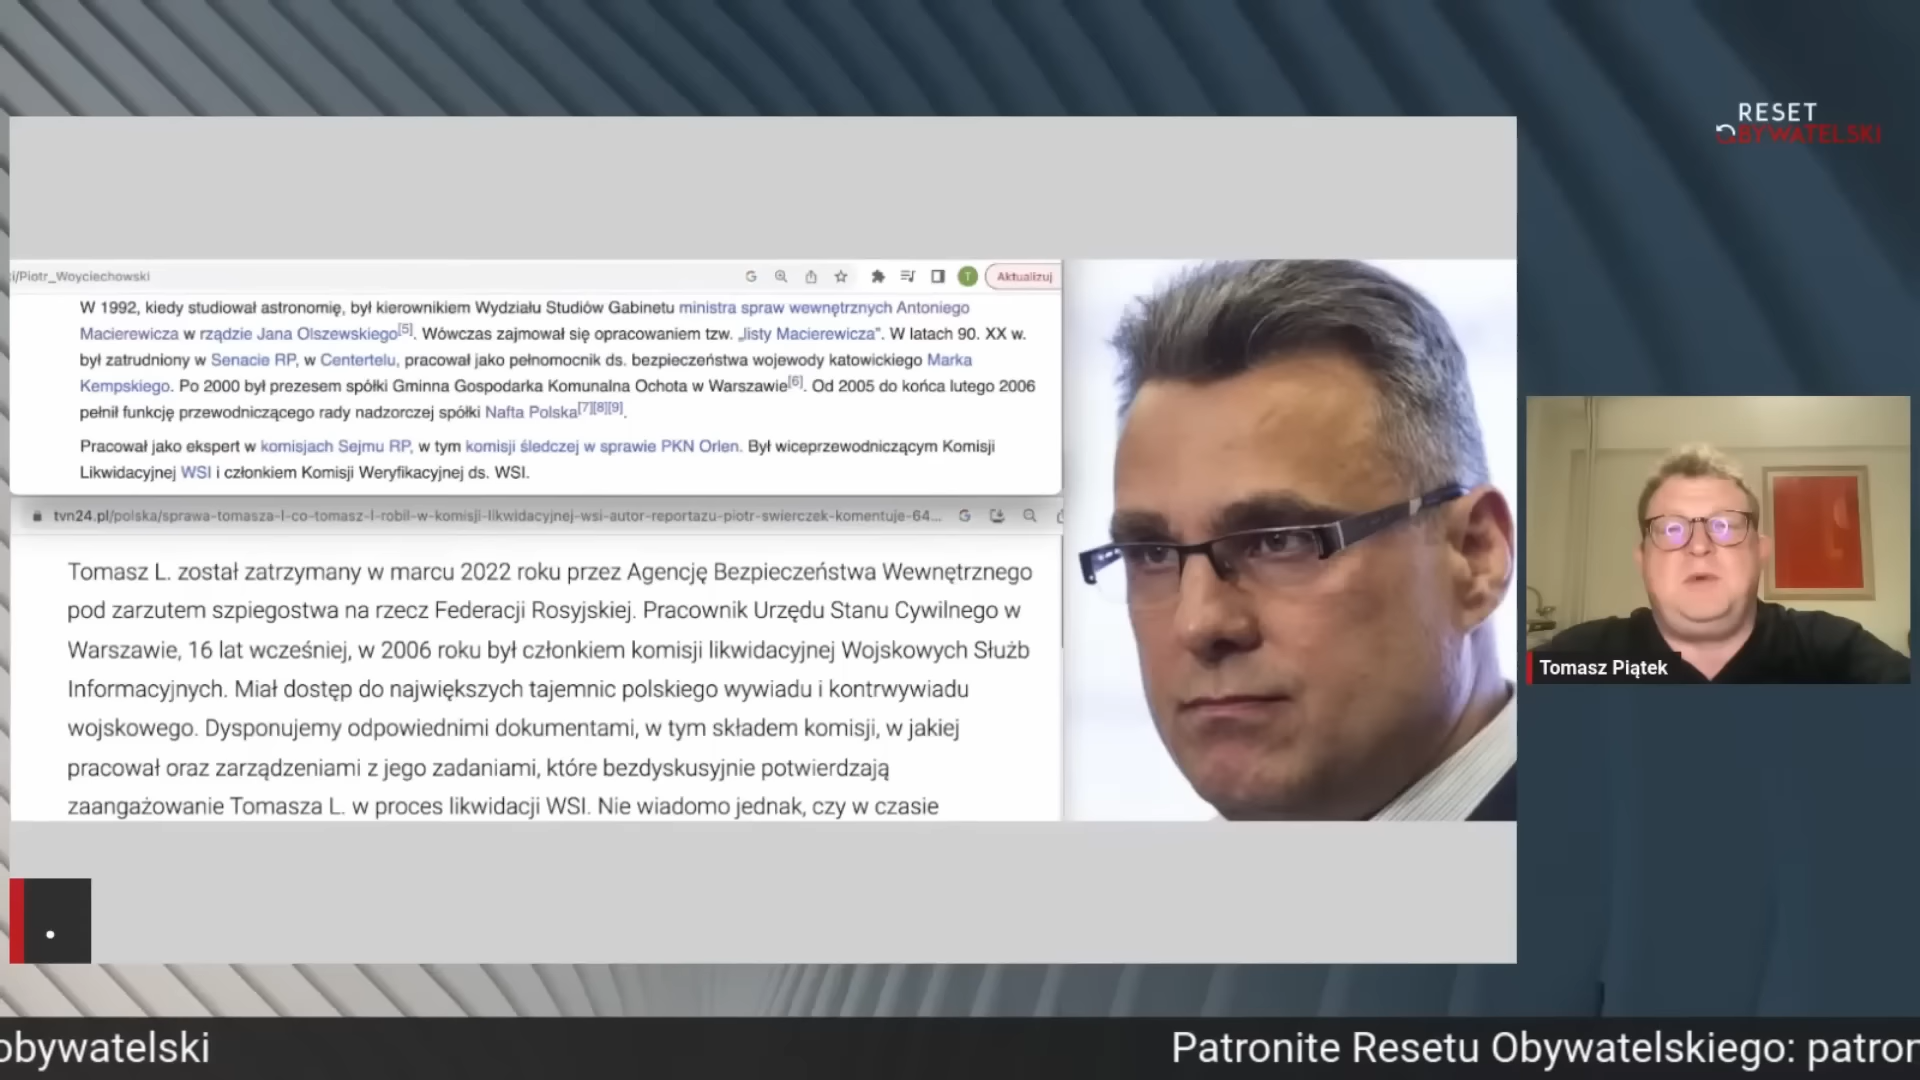 RESET
OBYWATELSKI
i/Piotr_Woyciechowski
T
Aktualizuj
W 1992, kiedy studiował astronomię, był kierownikiem Wydziału Studiów Gabinetu ministra spraw wewnętrznych Antoniego
Macierewicza w rządzie Jana Olszewskiego[5]. Wówczas zajmował się opracowaniem tzw. „listy Macierewicza”. W latach 90. XX w.
był zatrudniony w Senacie RP, w Centertelu, pracował jako pełnomocnik ds. bezpieczeństwa wojewody katowickiego Marka
Kempskiego. Po 2000 był prezesem spółki Gminna Gospodarka Komunalna Ochota w Warszawie[6]. Od 2005 do końca lutego 2006
pełnił funkcję przewodniczącego rady nadzorczej spółki Nafta Polska[7][8][9].
Pracował jako ekspert w komisjach Sejmu RP, w tym komisji śledczej w sprawie PKN Orlen. Był wiceprzewodniczącym Komisji
Likwidacyjnej WSI i członkiem Komisji Weryfikacyjnej ds. WSI.
tvn24.pl/polska/sprawa-tomasza-l-co-tomasz-l-robil-w-komisji-likwidacyjnej-wsi-autor-reportazu-piotr-swierczek-komentuje-64...
Tomasz L. został zatrzymany w marcu 2022 roku przez Agencję Bezpieczeństwa Wewnętrznego
pod zarzutem szpiegostwa na rzecz Federacji Rosyjskiej. Pracownik Urzędu Stanu Cywilnego w
Warszawie, 16 lat wcześniej, w 2006 roku był członkiem komisji likwidacyjnej Wojskowych Służb
Informacyjnych. Miał dostęp do największych tajemnic polskiego wywiadu i kontrwywiadu
wojskowego. Dysponujemy odpowiednimi dokumentami, w tym składem komisji, w jakiej
pracował oraz zarządzeniami z jego zadaniami, które bezdyskusyjnie potwierdzają
zaangażowanie Tomasza L. w proces likwidacji WSI. Nie wiadomo jednak, czy w czasie
Tomasz Piątek
.
obywatelski
Patronite Resetu Obywatelskiego: patron